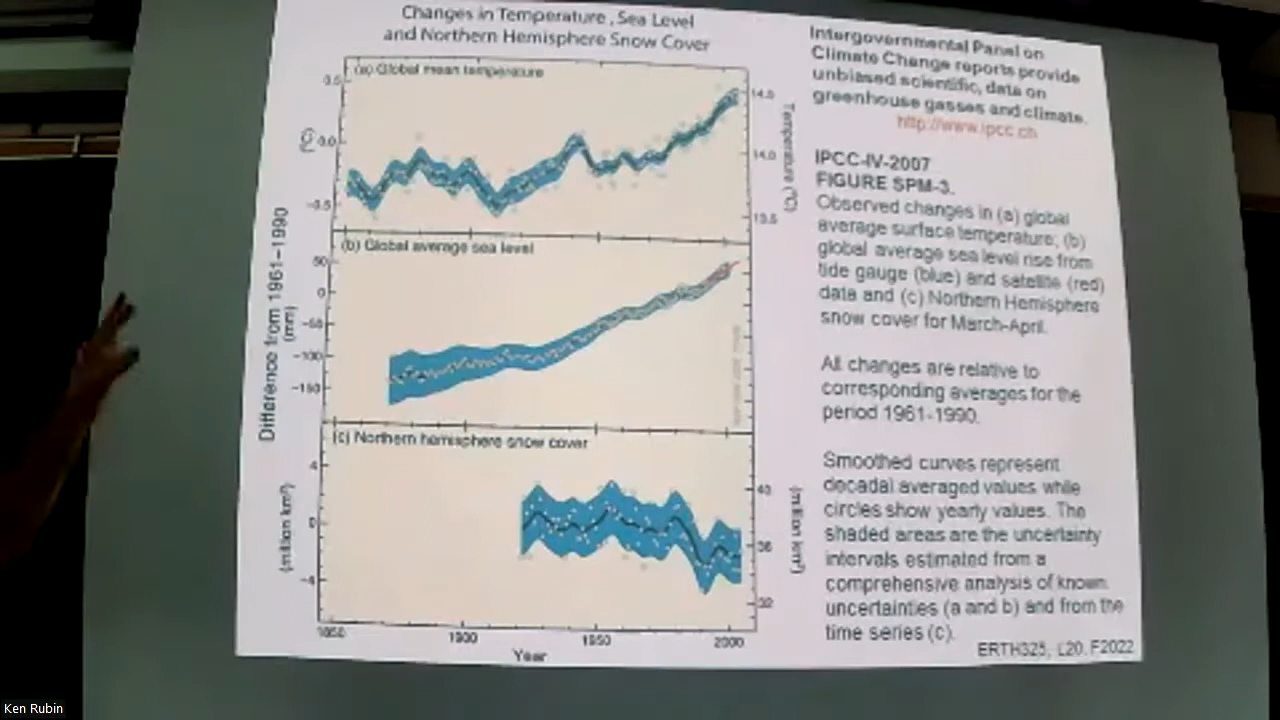 Changes in Temperature, Sea Level
and Northern Hemisphere Snow Cover
(a) Global mean temperature
0.5
0.0
-0.5
(°C)
14.5
14.0
13.5
Temperature (°C)
(b) Global average sea level
50
0
-50
-100
-150
(mm)
Difference from 1961–1990
(c) Northern hemisphere snow cover
4
0
-4
(million km²)
40
36
32
(million km²)
1850
1900
1950
2000
Year
Intergovernmental Panel on
Climate Change reports provide
unbiased scientific, data on
greenhouse gasses and climate.
http://www.ipcc.ch
IPCC-IV-2007
FIGURE SPM-3.
Observed changes in (a) global
average surface temperature; (b)
global average sea level rise from
tide gauge (blue) and satellite (red)
data and (c) Northern Hemisphere
snow cover for March-April.
All changes are relative to
corresponding averages for the
period 1961-1990.
Smoothed curves represent
decadal averaged values while
circles show yearly values. The
shaded areas are the uncertainty
intervals estimated from a
comprehensive analysis of known
uncertainties (a and b) and from the
time series (c).
ERTH325, L20, F2022
Ken Rubin